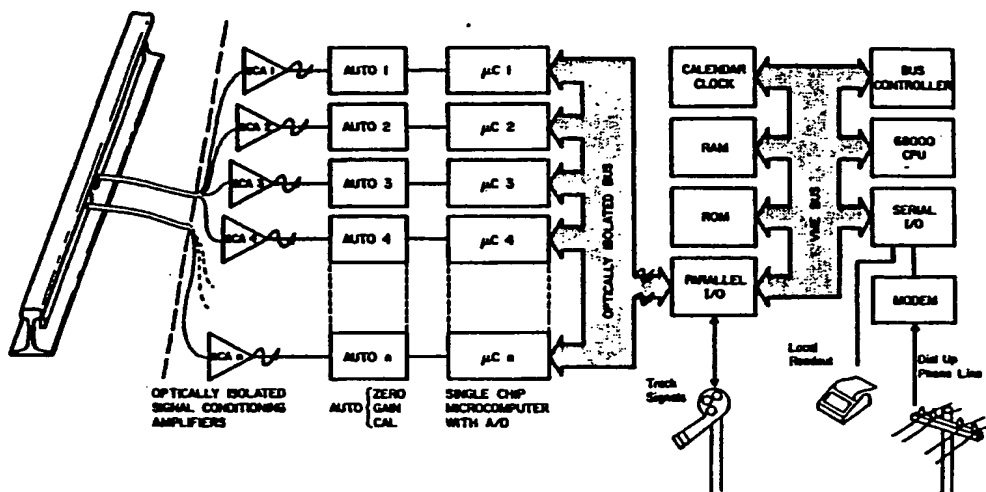 SCA 1
AUTO 1
µC 1
SCA 2
AUTO 2
µC 2
SCA 3
AUTO 3
µC 3
SCA 4
AUTO 4
µC 4
SCA n
AUTO n
µC n
OPTICALLY ISOLATED
SIGNAL CONDITIONING
AMPLIFIERS
AUTO
ZERO
GAIN
CAL
SINGLE CHIP
MICROCOMPUTER
WITH A/D
OPTICALLY ISOLATED BUS
CALENDAR
CLOCK
RAM
ROM
PARALLEL
I/O
VME BUS
BUS
CONTROLLER
68000
CPU
SERIAL
I/O
MODEM
Track
Signals
Local
Readout
Dial Up
Phone Line